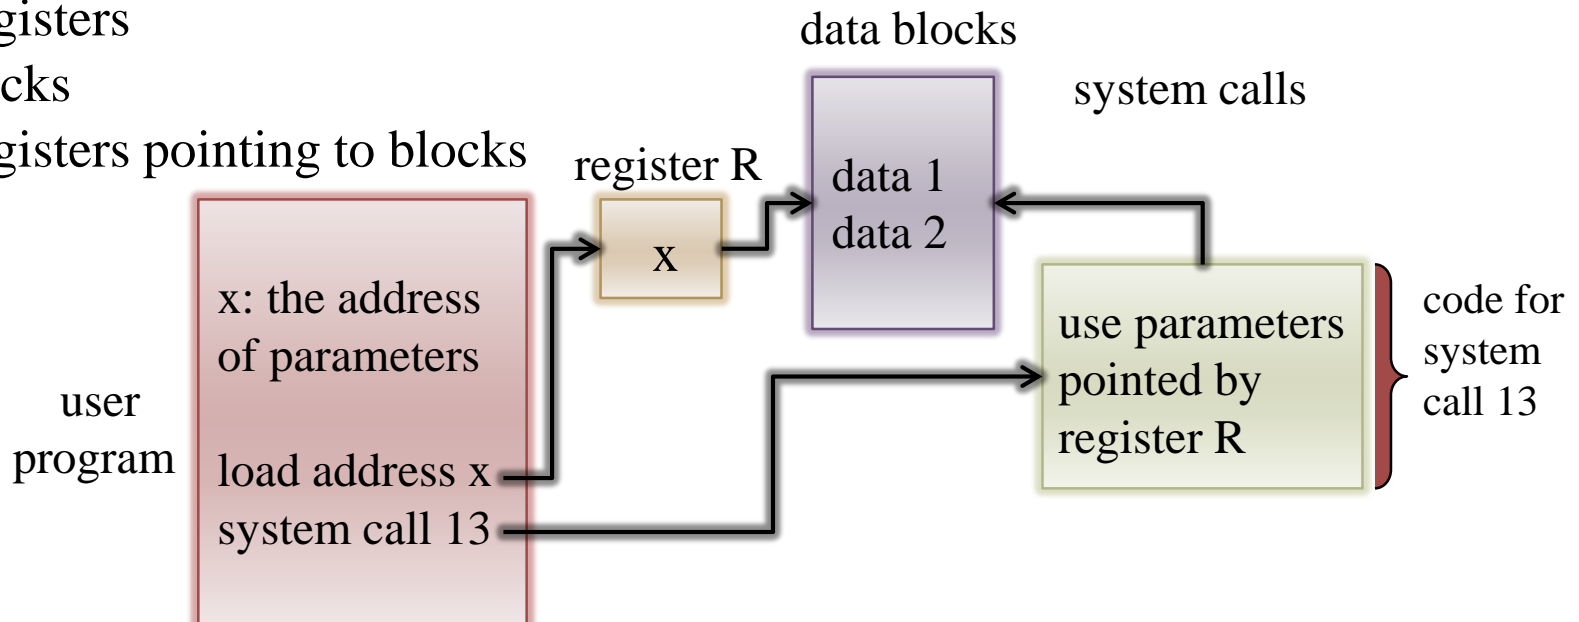 gisters
cks
gisters pointing to blocks
data blocks
system calls
register R
x
data 1
data 2
x: the address
of parameters
load address x
system call 13
user
program
use parameters
pointed by
register R
code for
system
call 13